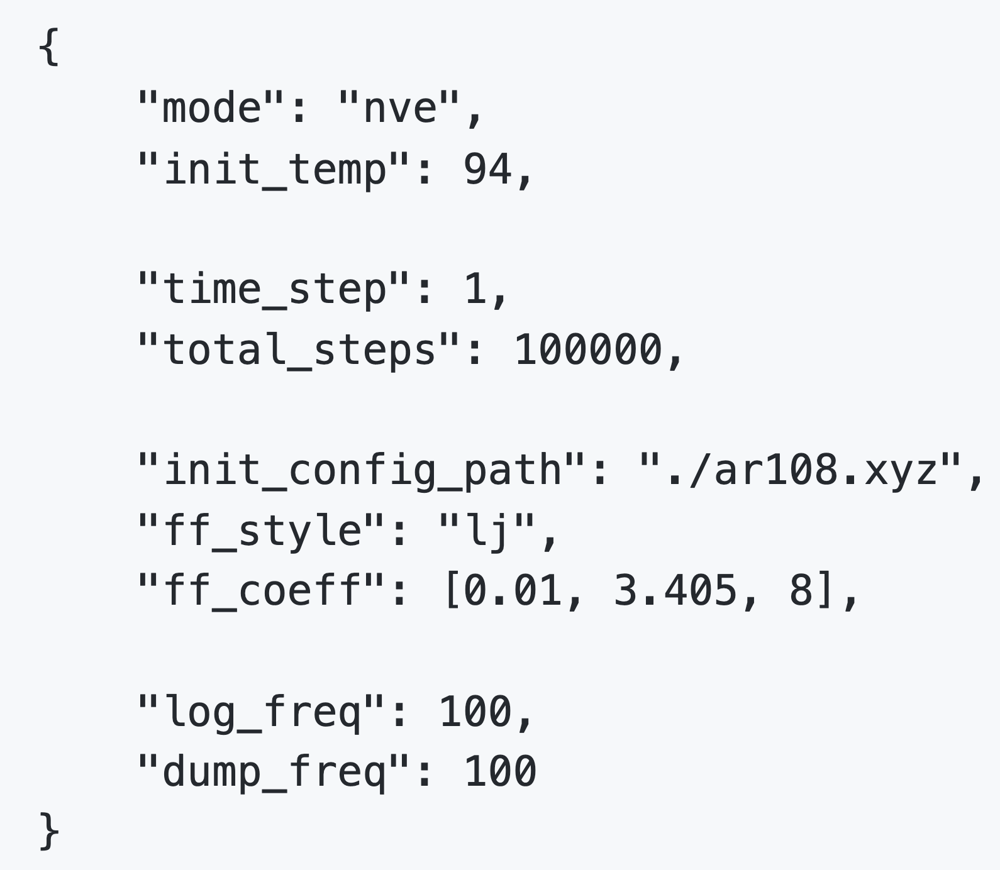 {
    "mode": "nve",
    "init_temp": 94,
    "time_step": 1,
    "total_steps": 100000,
    "init_config_path": "./ar108.xyz",
    "ff_style": "lj",
    "ff_coeff": [0.01, 3.405, 8],
    "log_freq": 100,
    "dump_freq": 100
}